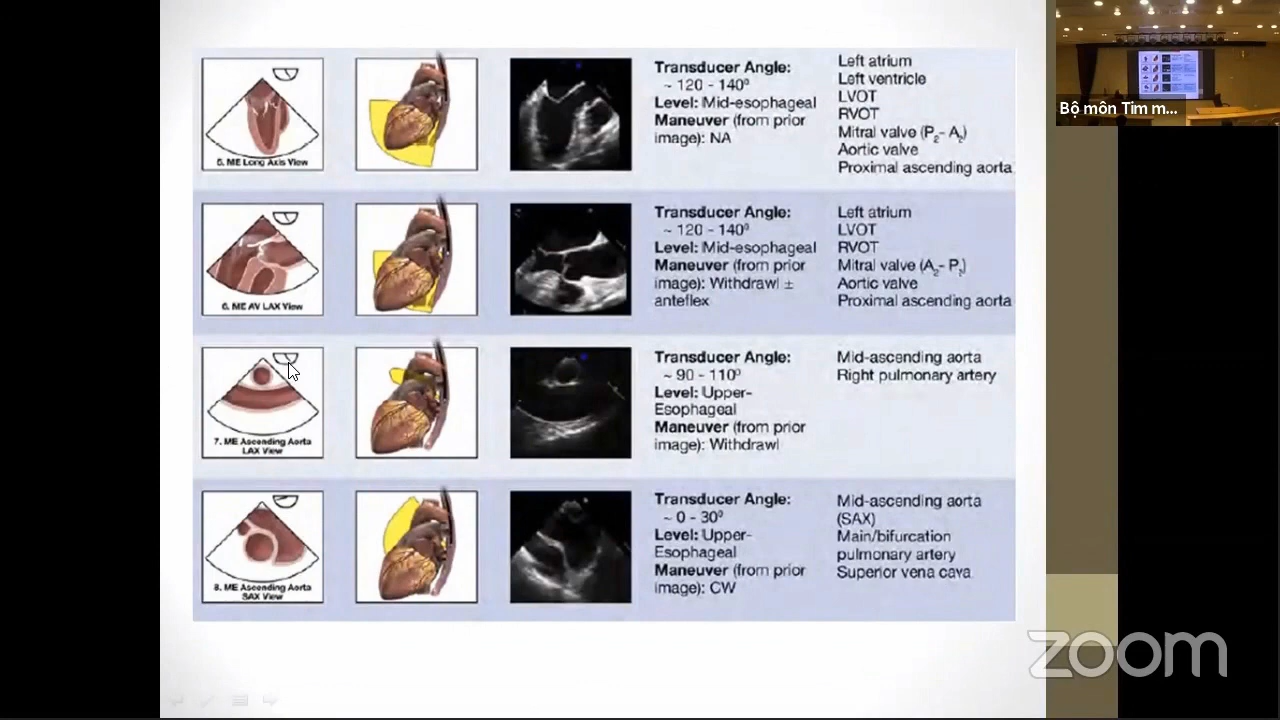 5. ME Long Axis View
Transducer Angle:
~ 120 - 140⁰
Level: Mid-esophageal
Maneuver (from prior
image): NA
Left atrium
Left ventricle
LVOT
RVOT
Mitral valve (P₂- A₂)
Aortic valve
Proximal ascending aorta
6. ME AV LAX View
Transducer Angle:
~ 120 - 140⁰
Level: Mid-esophageal
Maneuver (from prior
image): Withdrawl ±
anteflex
Left atrium
LVOT
RVOT
Mitral valve (A₂- P₂)
Aortic valve
Proximal ascending aorta
7. ME Ascending Aorta
LAX View
Transducer Angle:
~ 90 - 110⁰
Level: Upper-
Esophageal
Maneuver (from prior
image): Withdrawl
Mid-ascending aorta
Right pulmonary artery
8. ME Ascending Aorta
SAX View
Transducer Angle:
~ 0 - 30⁰
Level: Upper-
Esophageal
Maneuver (from prior
image): CW
Mid-ascending aorta
(SAX)
Main/bifurcation
pulmonary artery
Superior vena cava
Bộ môn Tim m...
zoom